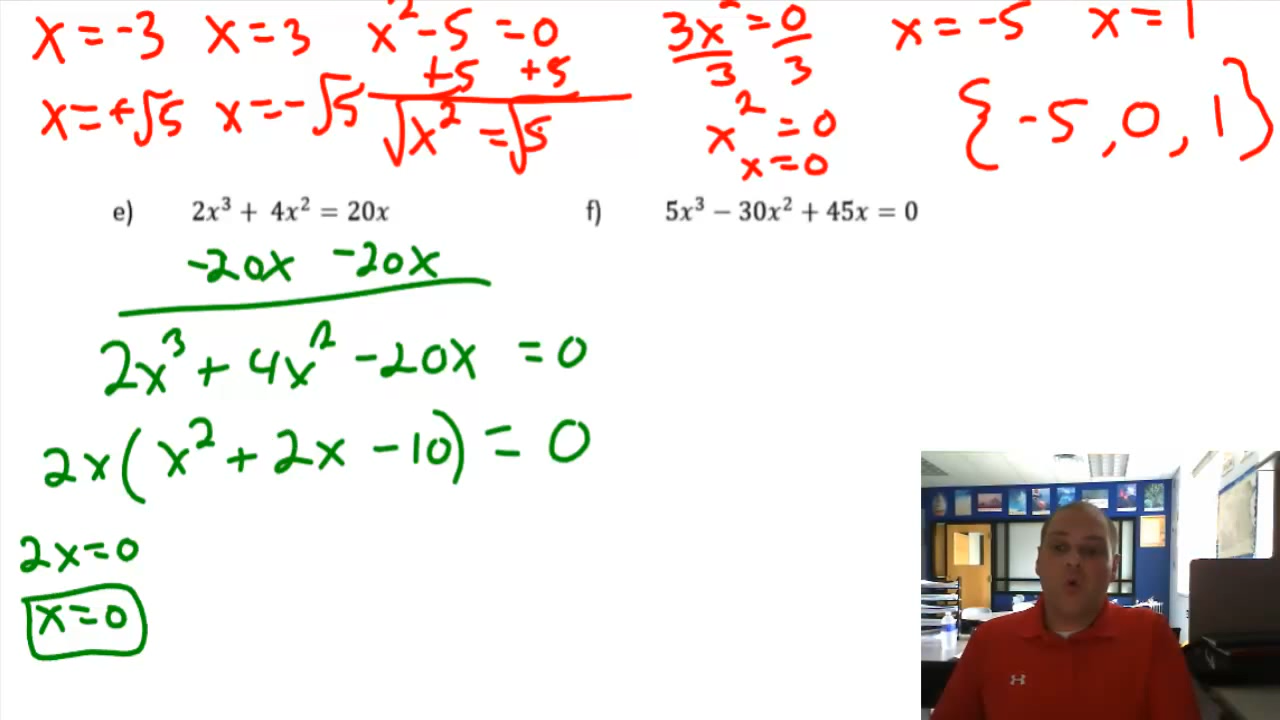 x = -3 x = 3 x² - 5 = 0 3x² = 0 x = -5 x = 1
+5 +5 3 3
x = +√5 x = -√5 √x² = √5 x² = 0 {-5, 0, 1}
x = 0
e) 2x³ + 4x² = 20x f) 5x³ − 30x² + 45x = 0
-20x -20x
2x³ + 4x² - 20x = 0
2x(x² + 2x - 10) = 0
2x = 0
x = 0